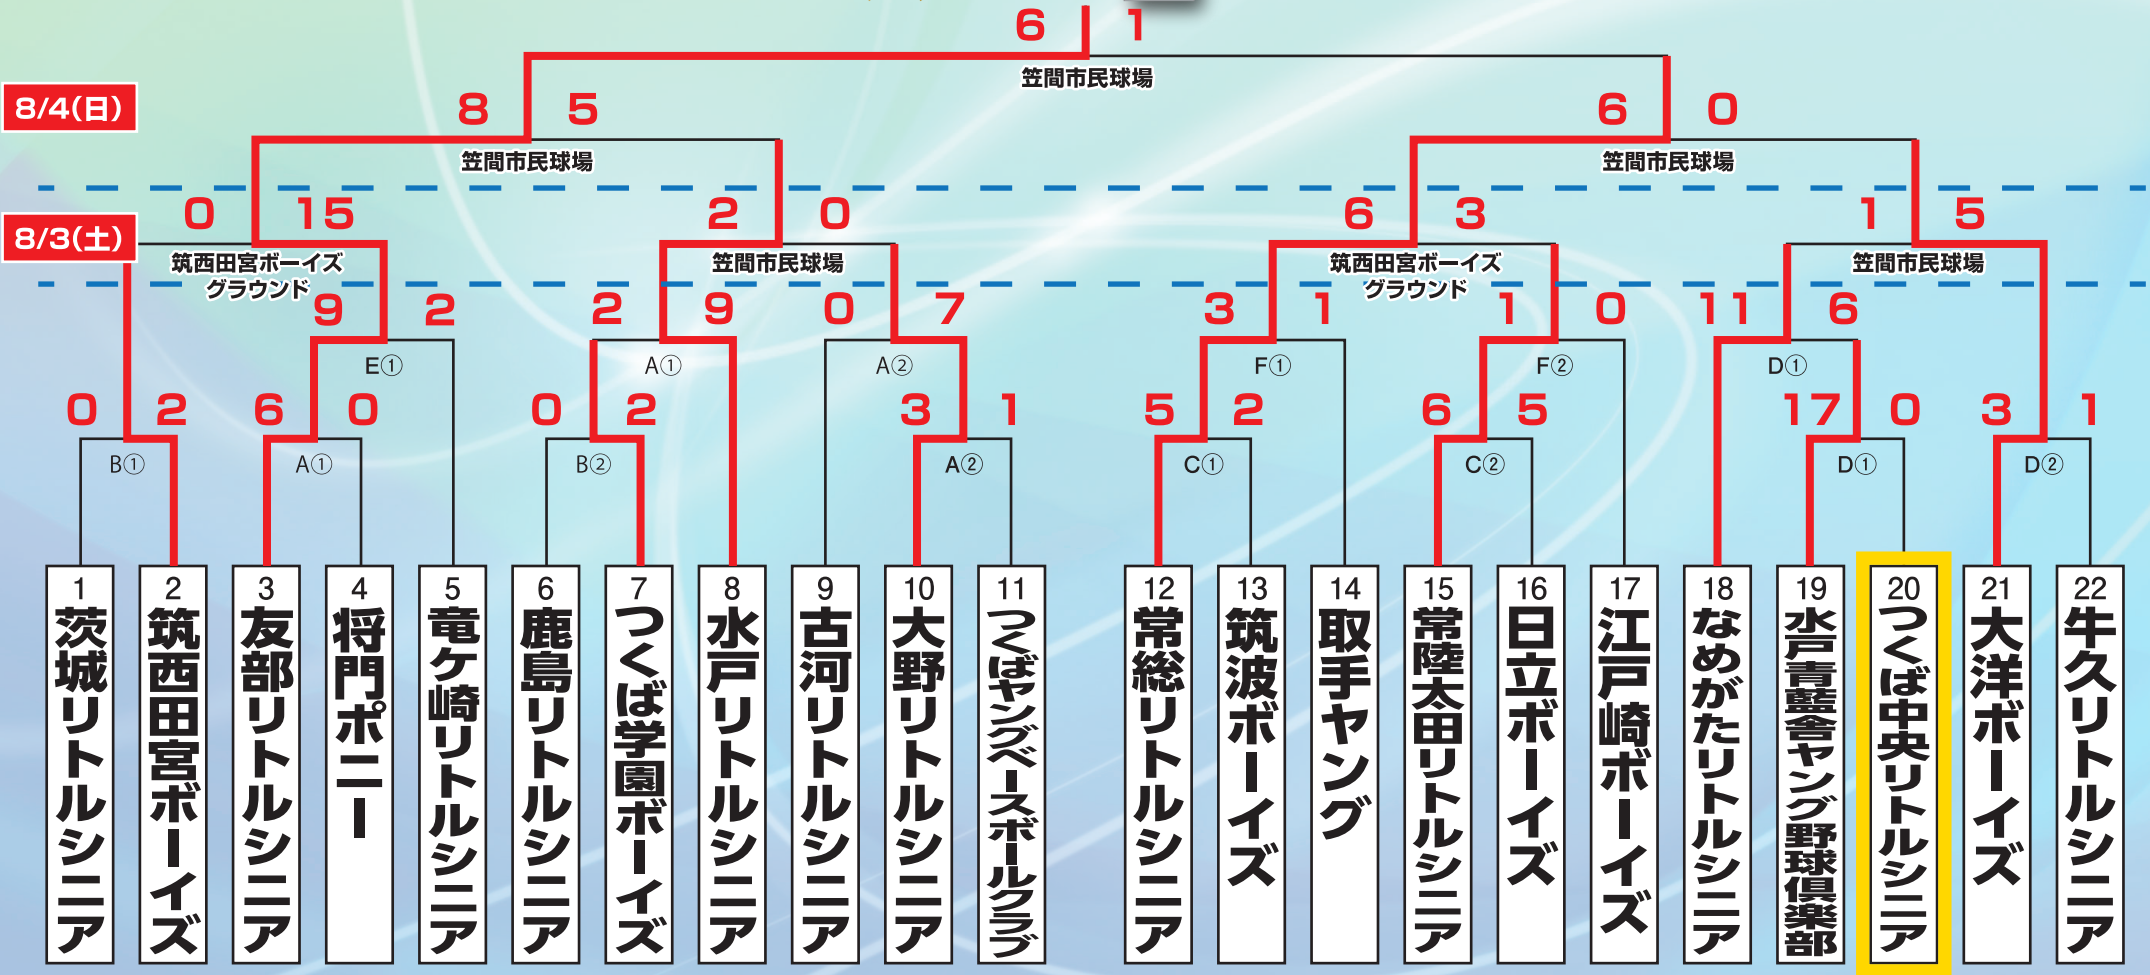 6 1
笠間市民球場
8/4(日)
8 5
6 0
笠間市民球場
笠間市民球場
8/3(土)
0 15
2 0
6 3
1 5
筑西田宮ボーイズ
グラウンド
笠間市民球場
筑西田宮ボーイズ
グラウンド
笠間市民球場
9 2
2 9
0 7
3 1
1 0
11 6
E①
A①
A②
F①
F②
D①
0 2
6 0
0 2
3 1
5 2
6 5
17 0
3 1
B①
A①
B②
A②
C①
C②
D①
D②
1 茨城リトルシニア
2 筑西田宮ボーイズ
3 友部リトルシニア
4 将門ポニー
5 竜ケ崎リトルシニア
6 鹿島リトルシニア
7 つくば学園ボーイズ
8 水戸リトルシニア
9 古河リトルシニア
10 大野リトルシニア
11 つくばヤングベースボールクラブ
12 常総リトルシニア
13 筑波ボーイズ
14 取手ヤング
15 常陸太田リトルシニア
16 日立ボーイズ
17 江戸崎ボーイズ
18 なめがたリトルシニア
19 水戸青藍舎ヤング野球倶楽部
20 つくば中央リトルシニア
21 大洋ボーイズ
22 牛久リトルシニア